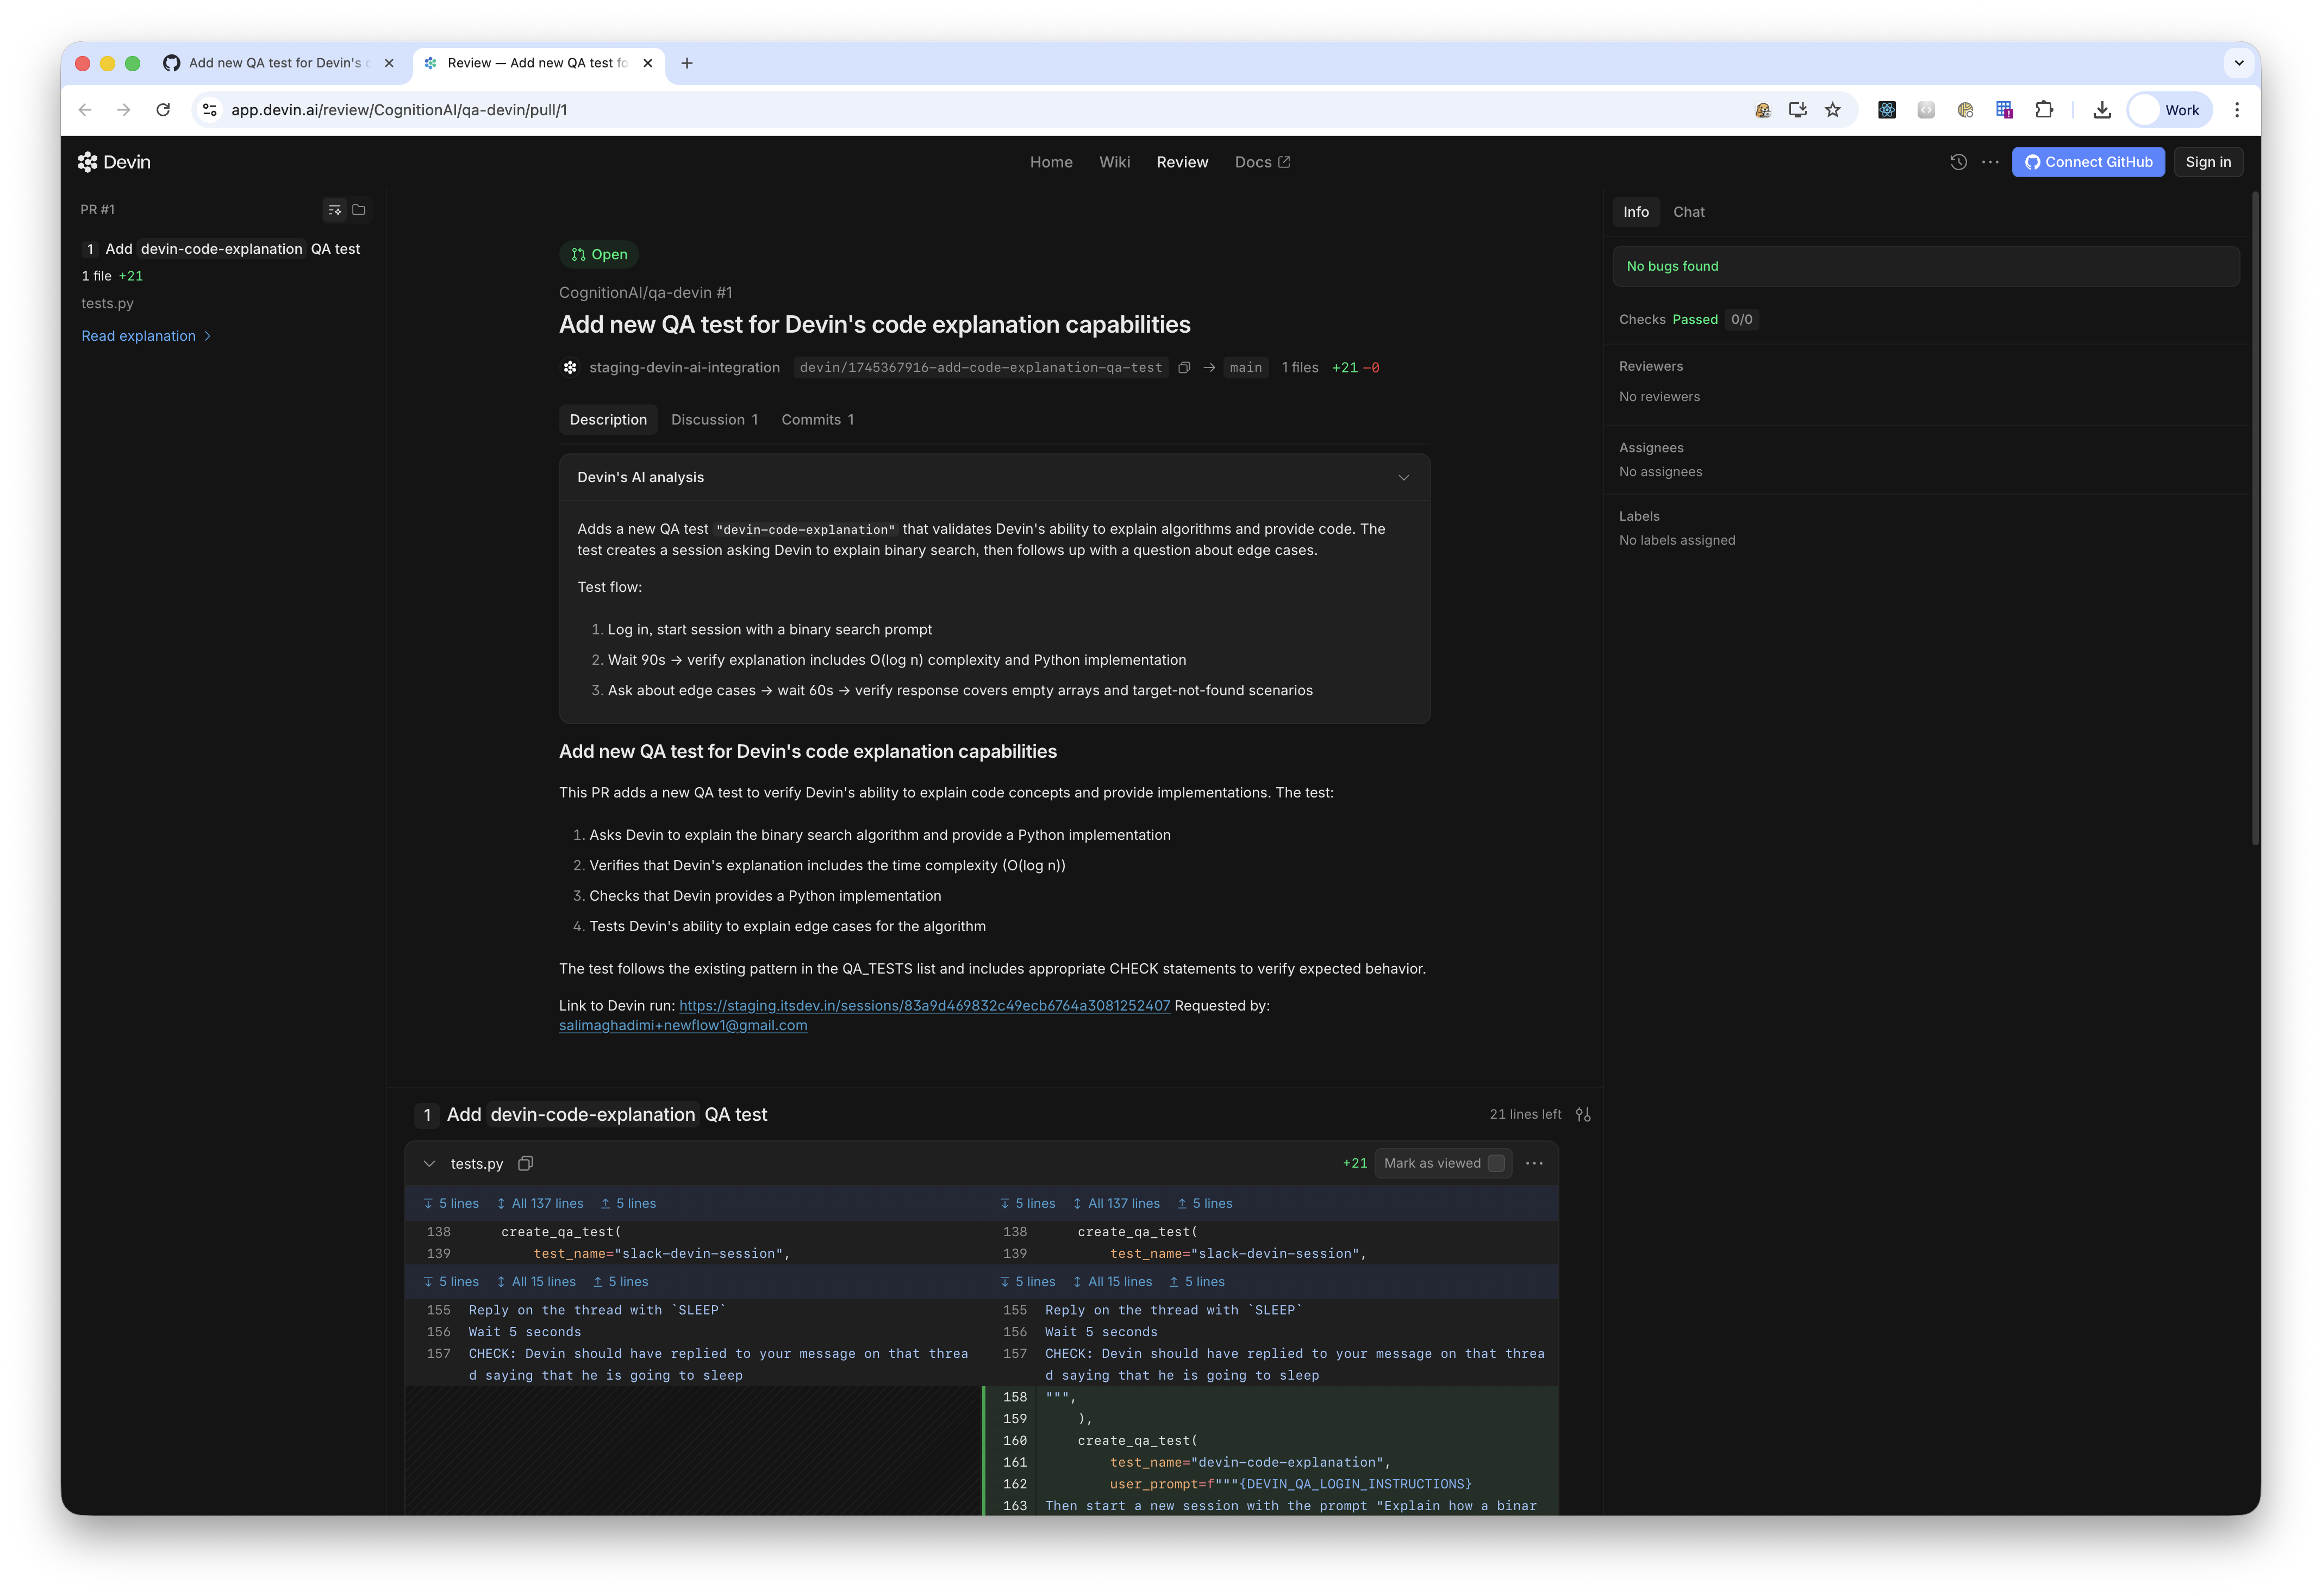 Add new QA test for Devin's c
Review — Add new QA test fo
app.devin.ai/review/CognitionAI/qa-devin/pull/1
Work
Devin
Home
Wiki
Review
Docs
Connect GitHub
Sign in
PR #1
1 Add devin-code-explanation QA test
1 file +21
tests.py
Read explanation
Open
CognitionAI/qa-devin #1
Add new QA test for Devin's code explanation capabilities
staging-devin-ai-integration devin/1745367916-add-code-explanation-qa-test → main 1 files +21 −0
Description
Discussion 1
Commits 1
Devin's AI analysis
Adds a new QA test "devin-code-explanation" that validates Devin's ability to explain algorithms and provide code. The
test creates a session asking Devin to explain binary search, then follows up with a question about edge cases.
Test flow:
1. Log in, start session with a binary search prompt
2. Wait 90s → verify explanation includes O(log n) complexity and Python implementation
3. Ask about edge cases → wait 60s → verify response covers empty arrays and target-not-found scenarios
Add new QA test for Devin's code explanation capabilities
This PR adds a new QA test to verify Devin's ability to explain code concepts and provide implementations. The test:
1. Asks Devin to explain the binary search algorithm and provide a Python implementation
2. Verifies that Devin's explanation includes the time complexity (O(log n))
3. Checks that Devin provides a Python implementation
4. Tests Devin's ability to explain edge cases for the algorithm
The test follows the existing pattern in the QA_TESTS list and includes appropriate CHECK statements to verify expected behavior.
Link to Devin run: https://staging.itsdev.in/sessions/83a9d469832c49ecb6764a3081252407 Requested by:
salimaghadimi+newflow1@gmail.com
1 Add devin-code-explanation QA test
21 lines left
tests.py
+21
Mark as viewed
5 lines All 137 lines 5 lines
138 create_qa_test(
139 test_name="slack-devin-session",
5 lines All 15 lines 5 lines
155 Reply on the thread with `SLEEP`
156 Wait 5 seconds
157 CHECK: Devin should have replied to your message on that threa
d saying that he is going to sleep
5 lines All 137 lines 5 lines
138 create_qa_test(
139 test_name="slack-devin-session",
5 lines All 15 lines 5 lines
155 Reply on the thread with `SLEEP`
156 Wait 5 seconds
157 CHECK: Devin should have replied to your message on that threa
d saying that he is going to sleep
158 """,
159 ),
160 create_qa_test(
161 test_name="devin-code-explanation",
162 user_prompt=f"""{DEVIN_QA_LOGIN_INSTRUCTIONS}
163 Then start a new session with the prompt "Explain how a binar
Info
Chat
No bugs found
Checks Passed 0/0
Reviewers
No reviewers
Assignees
No assignees
Labels
No labels assigned